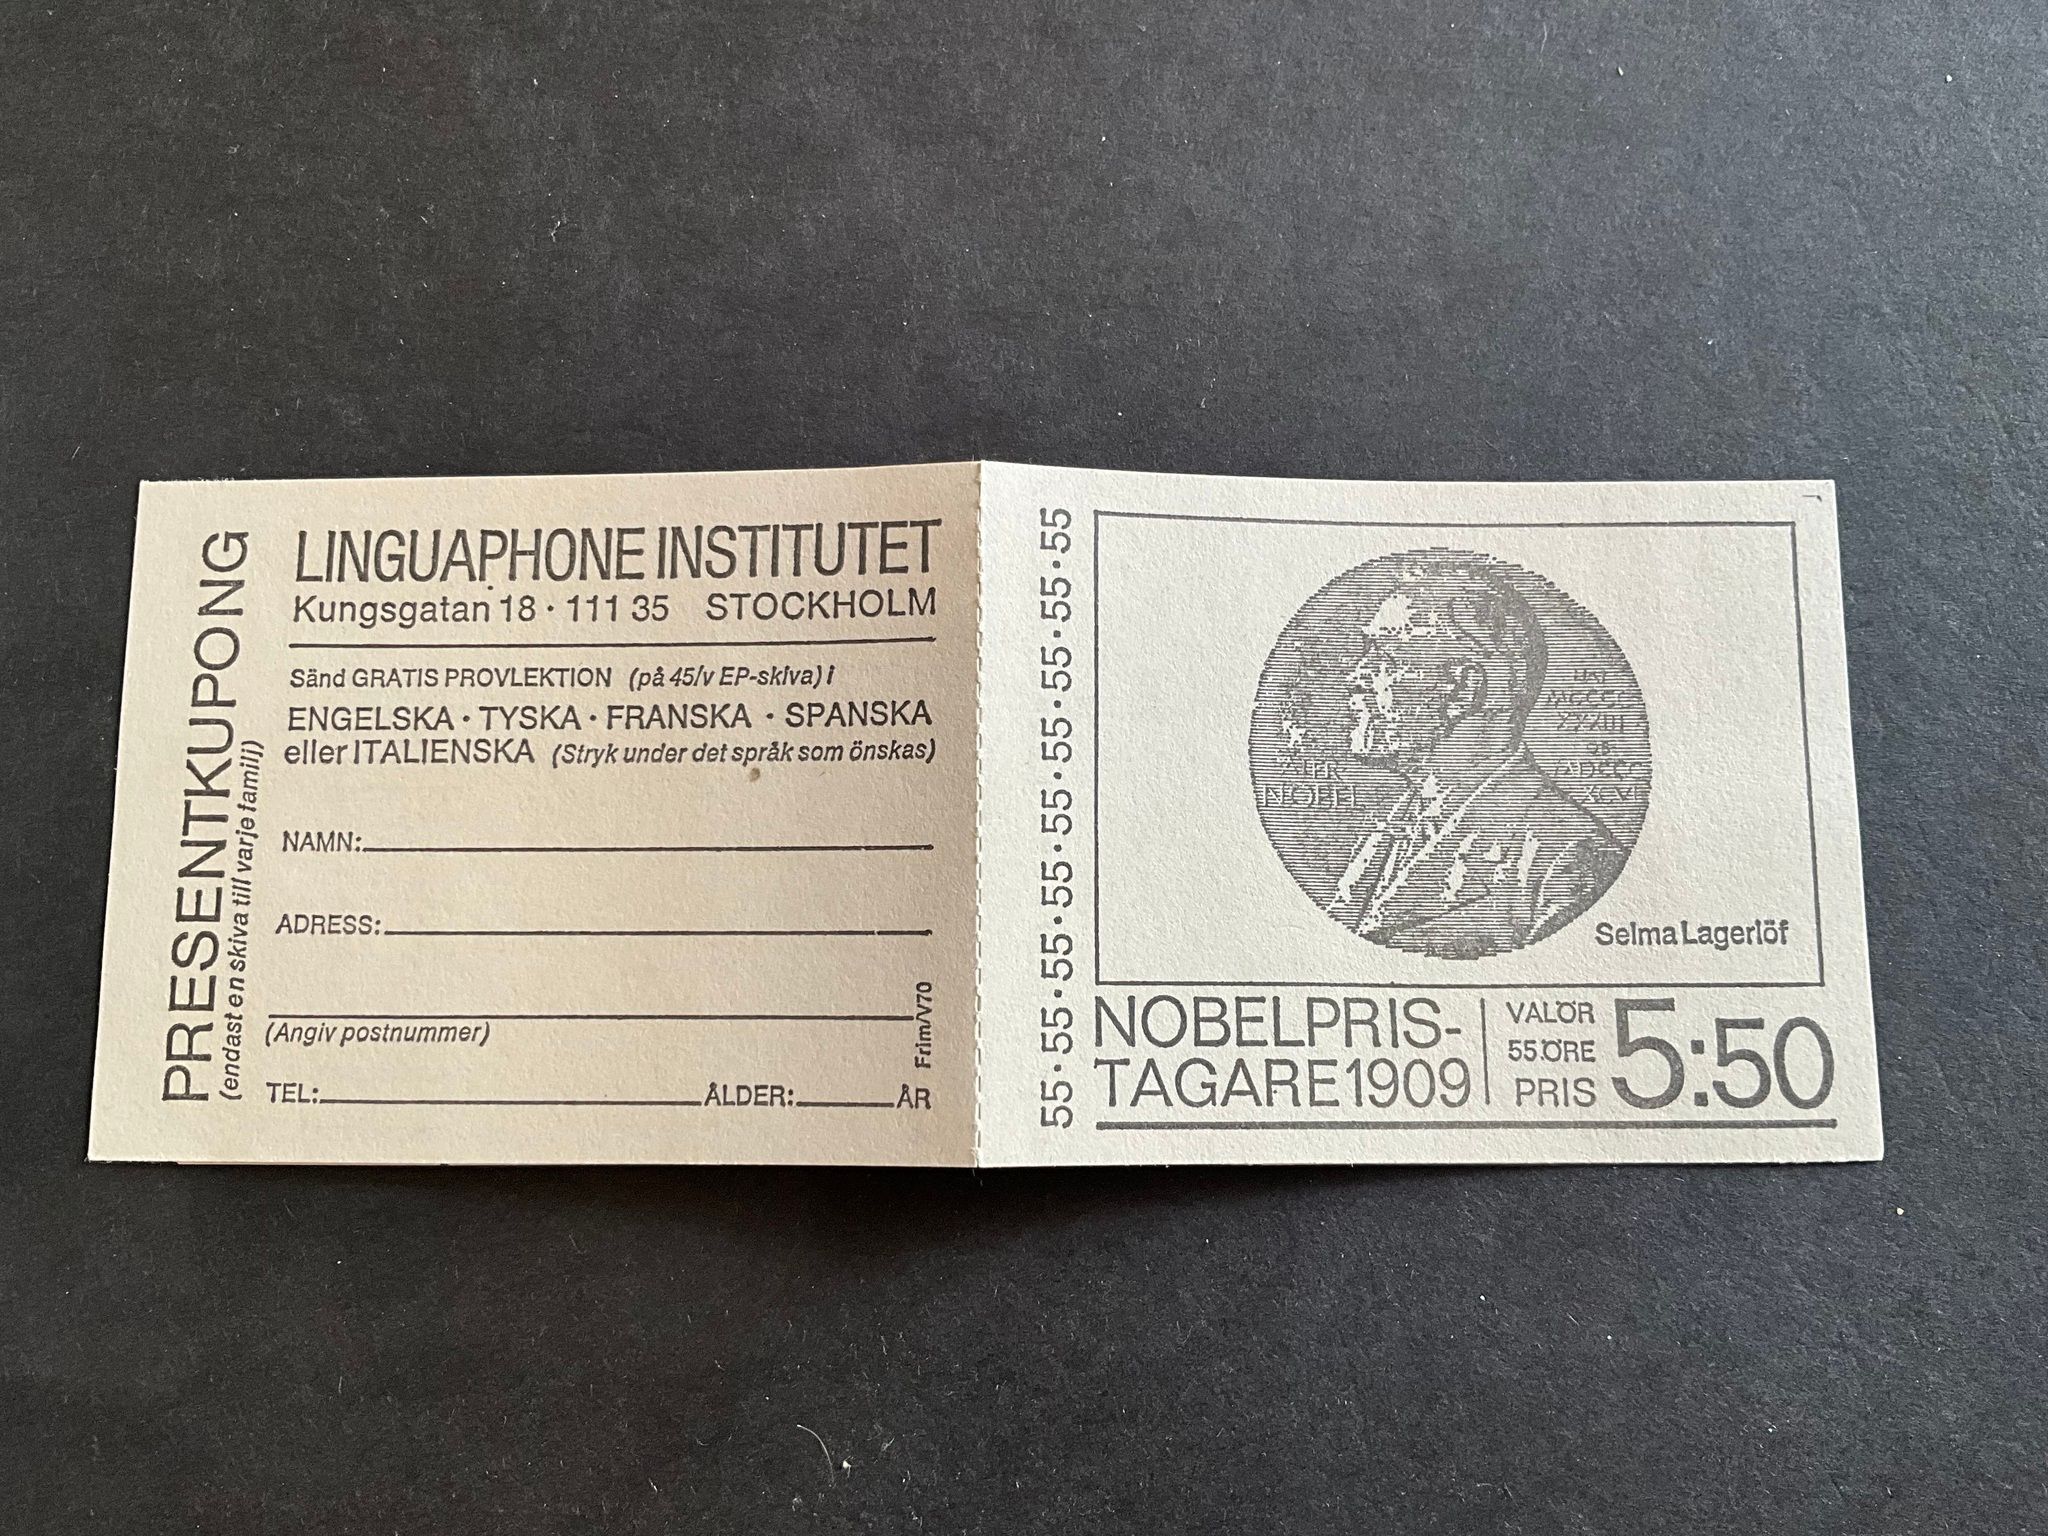 PRESENTKUPONG
(endast en skiva till varje familj)
LINGUAPHONE INSTITUTET
Kungsgatan 18 · 111 35 STOCKHOLM
Sänd GRATIS PROVLEKTION (på 45/v EP-skiva) i
ENGELSKA · TYSKA · FRANSKA · SPANSKA
eller ITALIENSKA (Stryk under det språk som önskas)
NAMN:
ADRESS:
(Angiv postnummer)
TEL: ÅLDER: ÅR
Frim/V70
55·55·55·55·55·55·55·55·55
NOBEL
Selma Lagerlöf
NOBELPRIS-
TAGARE 1909
VALÖR
55 ÖRE
PRIS
5:50